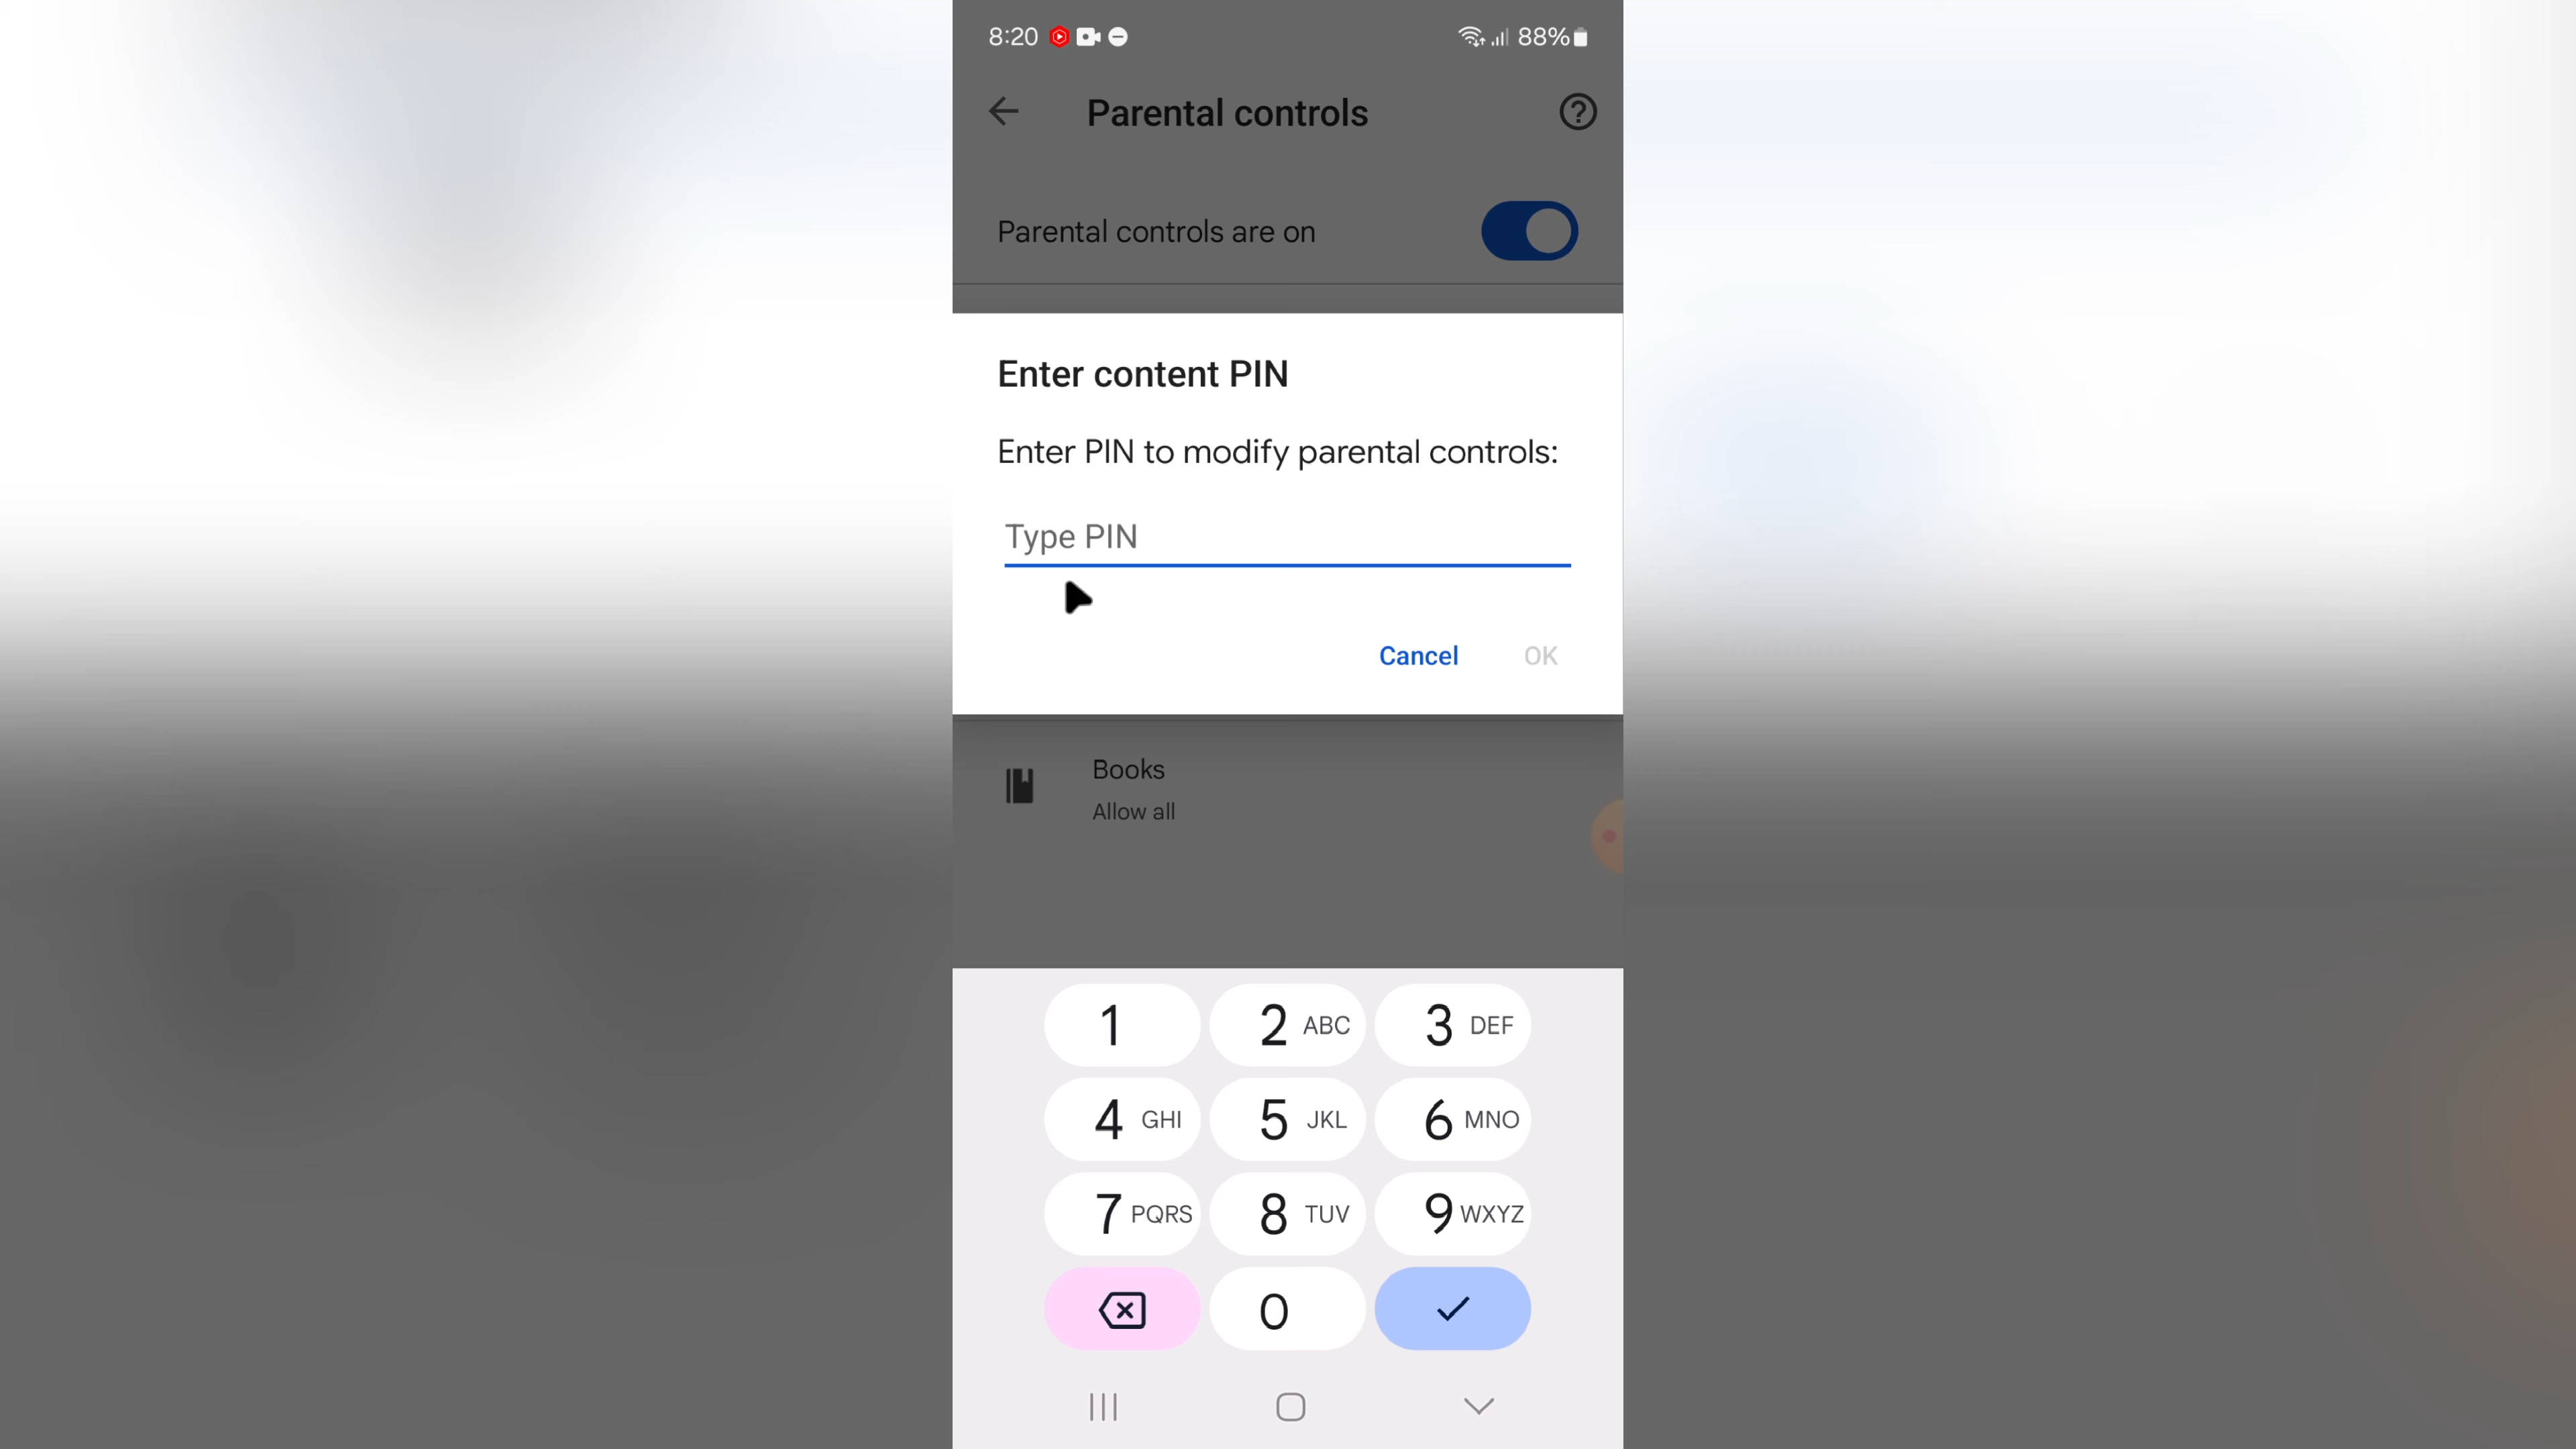 8:20 88%
Parental controls
Parental controls are on
Enter content PIN
Enter PIN to modify parental controls:
Type PIN
Cancel OK
Books
Allow all
1 2 ABC 3 DEF
4 GHI 5 JKL 6 MNO
7 PQRS 8 TUV 9 WXYZ
0